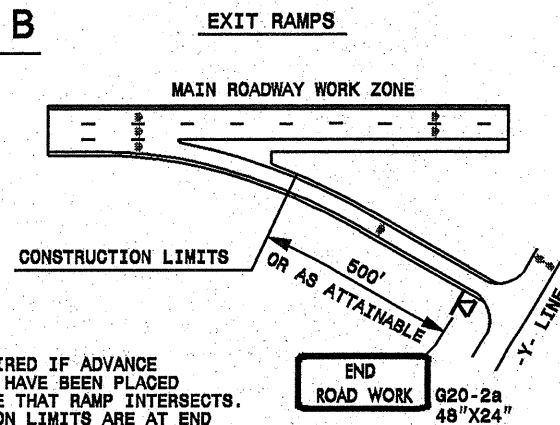 B
EXIT RAMPS
MAIN ROADWAY WORK ZONE
CONSTRUCTION LIMITS
500'
OR AS ATTAINABLE
-Y- LINE
END
ROAD WORK
G20-2a
48"X24"
IRED IF ADVANCE
HAVE BEEN PLACED
E THAT RAMP INTERSECTS.
ON LIMITS ARE AT END